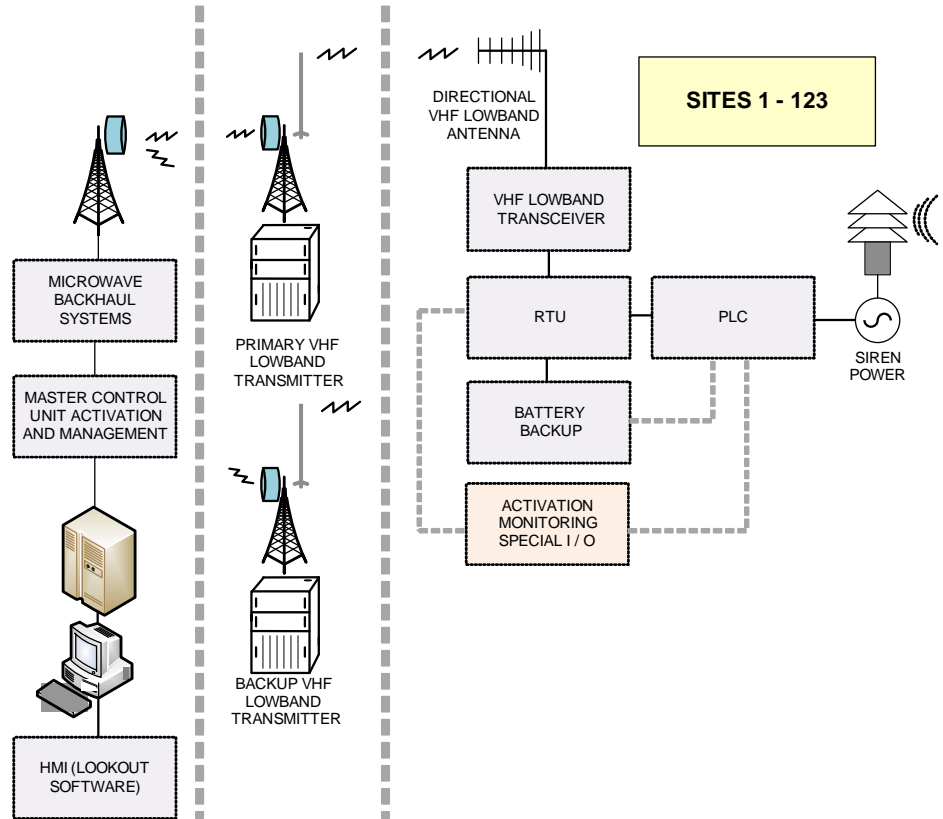 MICROWAVE
BACKHAUL
SYSTEMS
MASTER CONTROL
UNIT ACTIVATION
AND MANAGEMENT
HMI (LOOKOUT
SOFTWARE)
PRIMARY VHF
LOWBAND
TRANSMITTER
BACKUP VHF
LOWBAND
TRANSMITTER
DIRECTIONAL
VHF LOWBAND
ANTENNA
SITES 1 - 123
VHF LOWBAND
TRANSCEIVER
RTU
PLC
SIREN
POWER
BATTERY
BACKUP
ACTIVATION
MONITORING
SPECIAL I / O